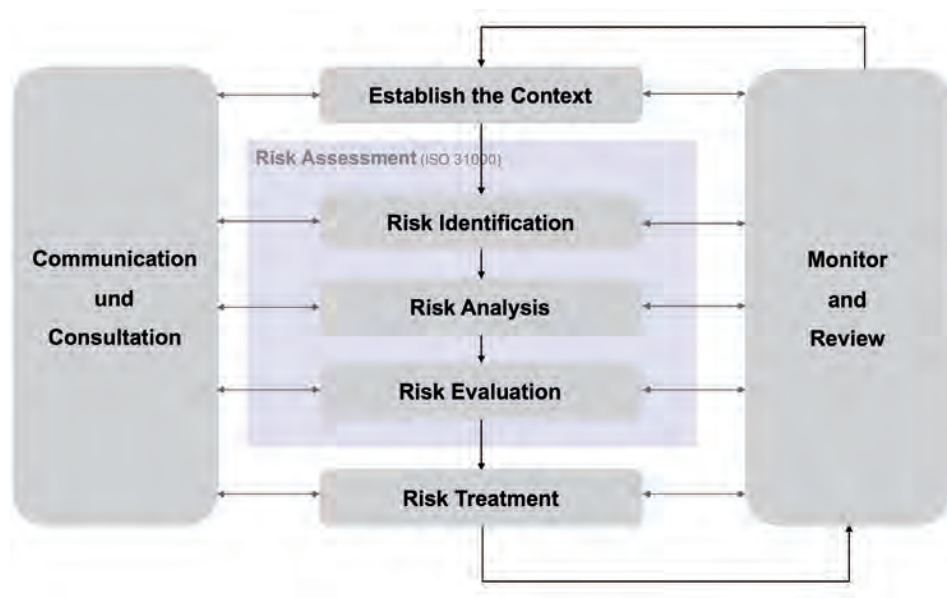 Establish the Context
Risk Assessment (ISO 31000)
Risk Identification
Communication
und
Consultation
Monitor
and
Review
Risk Analysis
Risk Evaluation
Risk Treatment